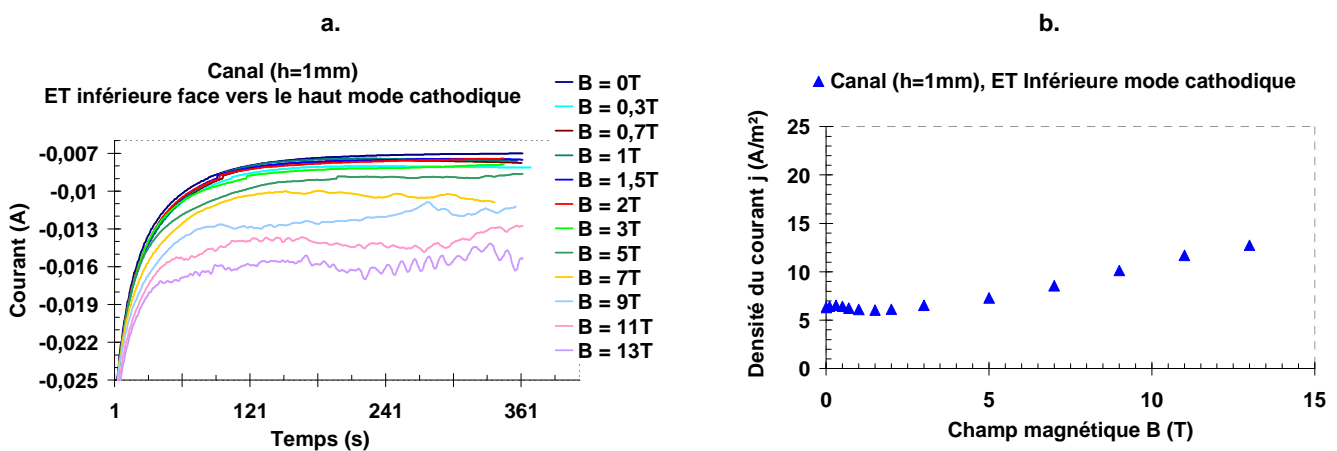 a.
Canal (h=1mm)
ET inférieure face vers le haut mode cathodique
-0,007
-0,01
-0,013
-0,016
-0,019
-0,022
-0,025
Courant (A)
1
121
241
361
Temps (s)
B = 0T
B = 0,3T
B = 0,7T
B = 1T
B = 1,5T
B = 2T
B = 3T
B = 5T
B = 7T
B = 9T
B = 11T
B = 13T
b.
Canal (h=1mm), ET Inférieure mode cathodique
25
20
15
10
5
0
Densité du courant j (A/m²)
0
5
10
15
Champ magnétique B (T)